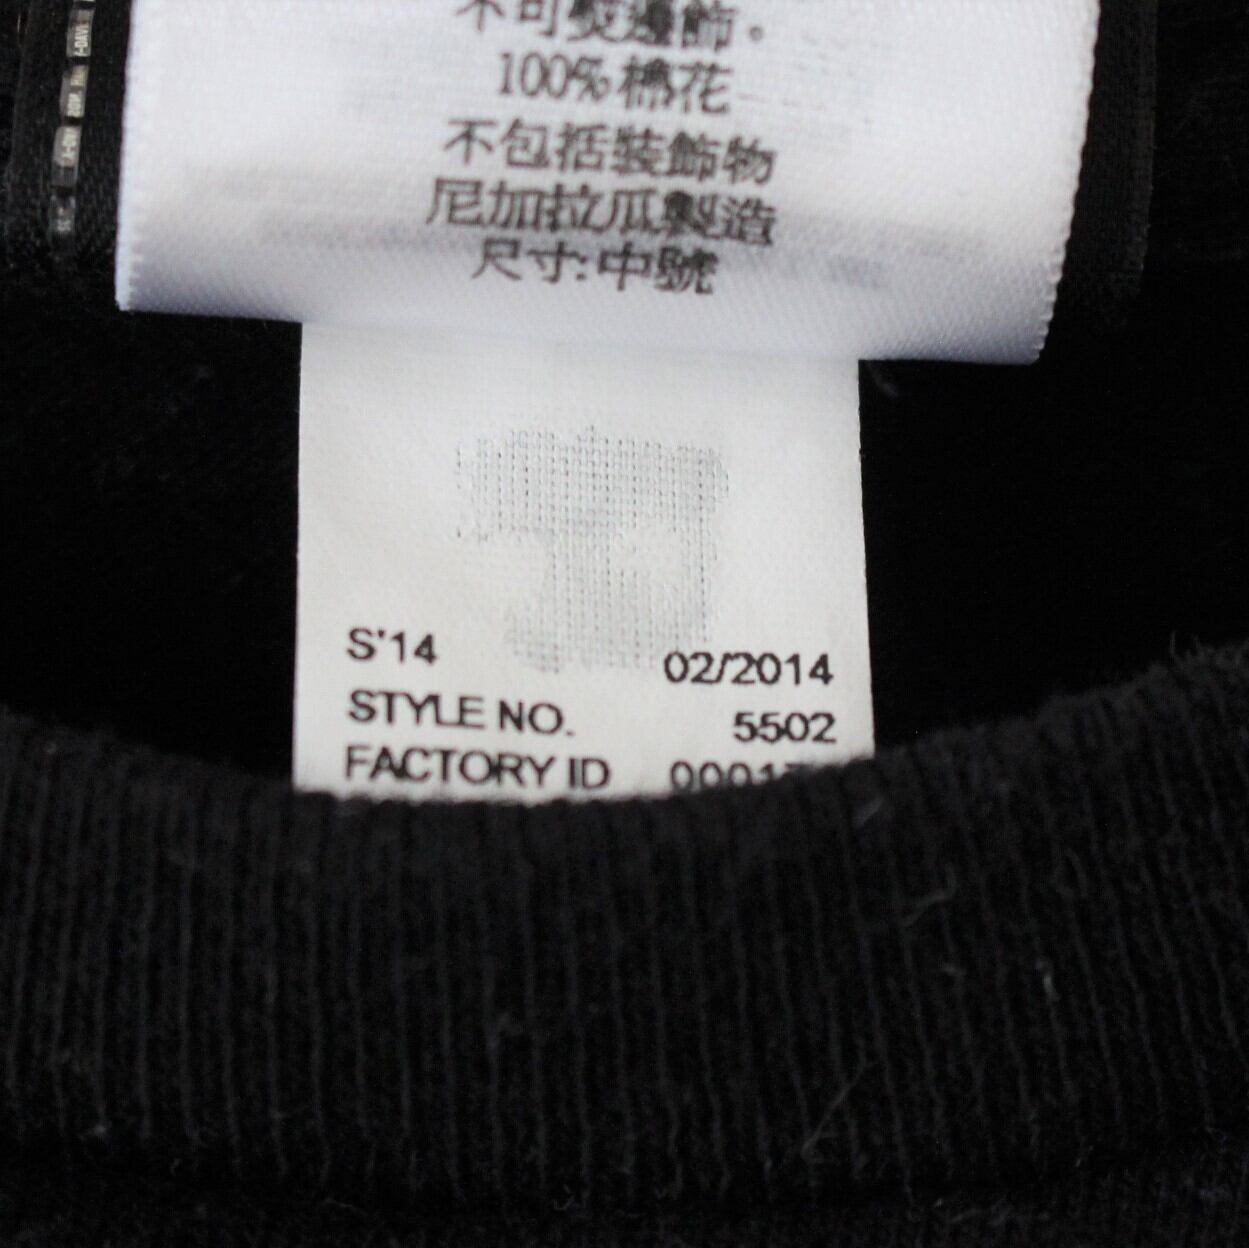 不可熨邊飾。
100% 棉花
不包括裝飾物
尼加拉瓜製造
尺寸:中號
S'14 02/2014
STYLE NO. 5502
FACTORY ID